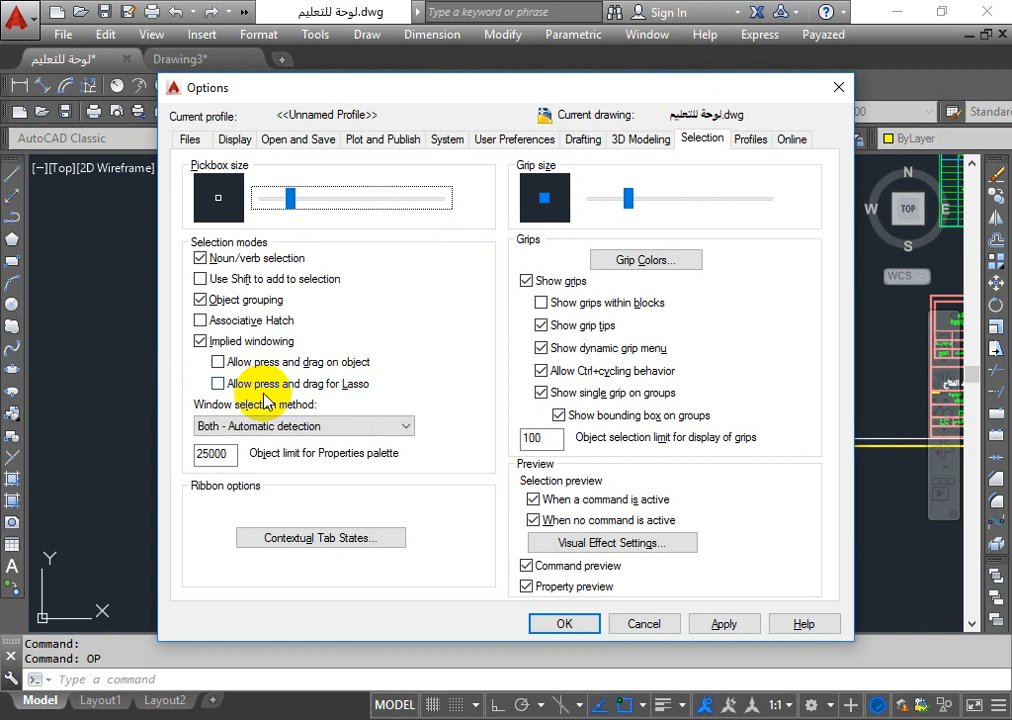 لوحة للتعليم.dwg
Type a keyword or phrase
Sign In
File Edit View Insert Format Tools Draw Dimension Modify Parametric Window Help Express Payazed
لوحة للتعليم*
Drawing3*
AutoCAD Classic
Standard
ByLayer
[−][Top][2D Wireframe]
Options
Current profile:
<<Unnamed Profile>>
Current drawing:
لوحة للتعليم.dwg
Files Display Open and Save Plot and Publish System User Preferences Drafting 3D Modeling Selection Profiles Online
Pickbox size
Selection modes
Noun/verb selection
Use Shift to add to selection
Object grouping
Associative Hatch
Implied windowing
Allow press and drag on object
Allow press and drag for Lasso
Window selection method:
Both - Automatic detection
25000 Object limit for Properties palette
Ribbon options
Contextual Tab States...
Grip size
Grips
Grip Colors...
Show grips
Show grips within blocks
Show grip tips
Show dynamic grip menu
Allow Ctrl+cycling behavior
Show single grip on groups
Show bounding box on groups
100 Object selection limit for display of grips
Preview
Selection preview
When a command is active
When no command is active
Visual Effect Settings...
Command preview
Property preview
OK Cancel Apply Help
N
W TOP E
S
WCS
Y
X
Command:
Command: OP
Type a command
Model Layout1 Layout2
MODEL
1:1